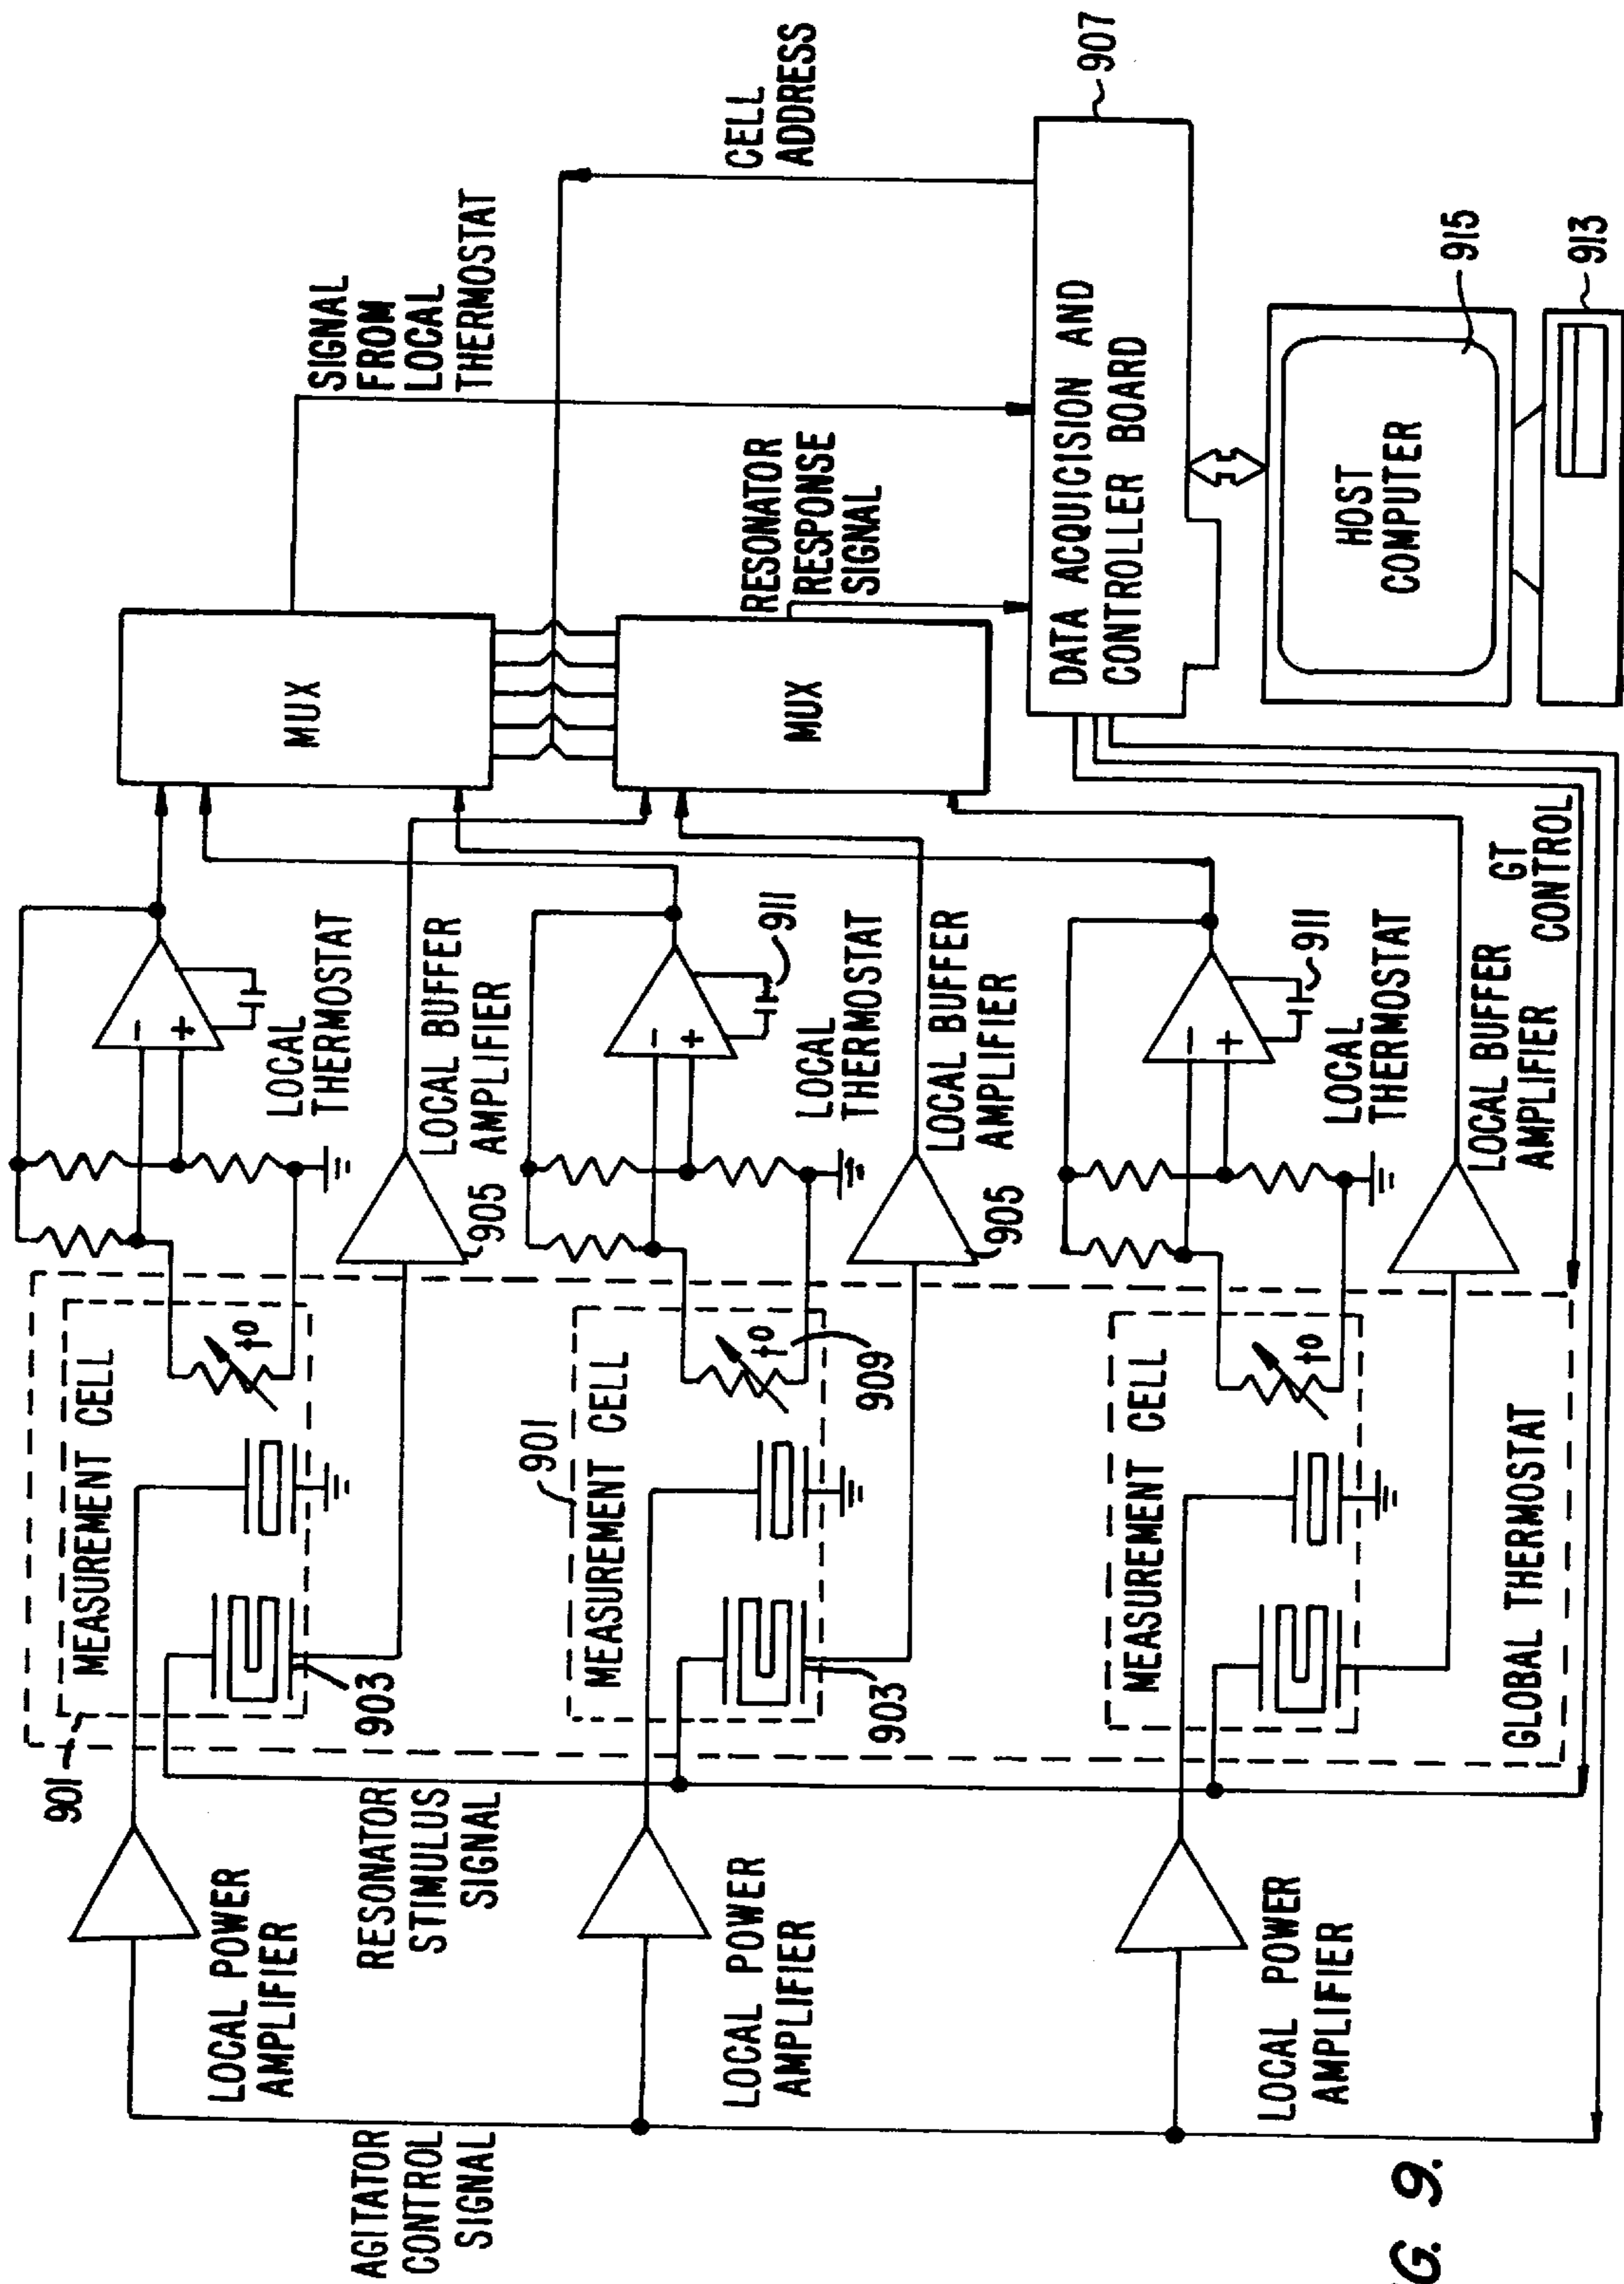 AGITATOR
CONTROL
SIGNAL
LOCAL POWER
AMPLIFIER
RESONATOR
STIMULUS
SIGNAL
LOCAL POWER
AMPLIFIER
LOCAL POWER
AMPLIFIER
901
MEASUREMENT CELL
t°
903
901
MEASUREMENT CELL
t°
909
903
MEASUREMENT CELL
t°
GLOBAL THERMOSTAT
−
+
LOCAL
THERMOSTAT
905
LOCAL BUFFER
AMPLIFIER
−
+
911
LOCAL
THERMOSTAT
905
LOCAL BUFFER
AMPLIFIER
−
+
911
LOCAL
THERMOSTAT
LOCAL BUFFER
AMPLIFIER
GT
CONTROL
MUX
MUX
SIGNAL
FROM
LOCAL
THERMOSTAT
RESONATOR
RESPONSE
SIGNAL
CELL
ADDRESS
907
DATA ACQUICISION AND
CONTROLLER BOARD
HOST
COMPUTER
915
913
G. 9.